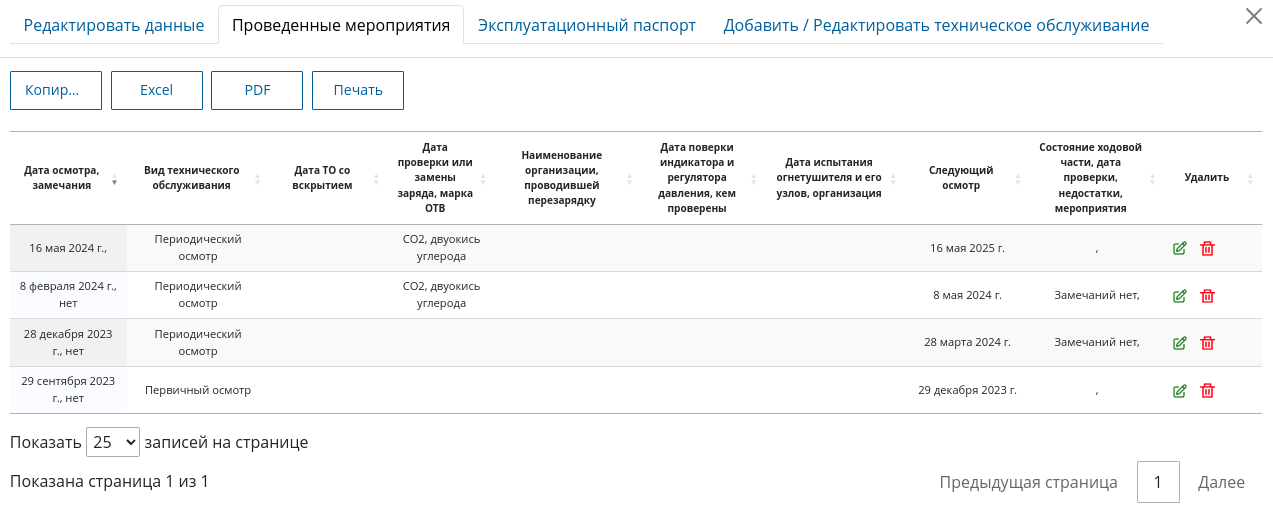 Редактировать данные Проведенные мероприятия Эксплуатационный паспорт Добавить / Редактировать техническое обслуживание
Копир... Excel PDF Печать
Дата осмотра, замечания
Вид технического обслуживания
Дата ТО со вскрытием
Дата проверки или замены заряда, марка ОТВ
Наименование организации, проводившей перезарядку
Дата поверки индикатора и регулятора давления, кем проверены
Дата испытания огнетушителя и его узлов, организация
Следующий осмотр
Состояние ходовой части, дата проверки, недостатки, мероприятия
Удалить
16 мая 2024 г., Периодический осмотр CO2, двуокись углерода 16 мая 2025 г. ,
8 февраля 2024 г., нет Периодический осмотр CO2, двуокись углерода 8 мая 2024 г. Замечаний нет,
28 декабря 2023 г., нет Периодический осмотр 28 марта 2024 г. Замечаний нет,
29 сентября 2023 г., нет Первичный осмотр 29 декабря 2023 г. ,
Показать 25 записей на странице
Показана страница 1 из 1
Предыдущая страница 1 Далее